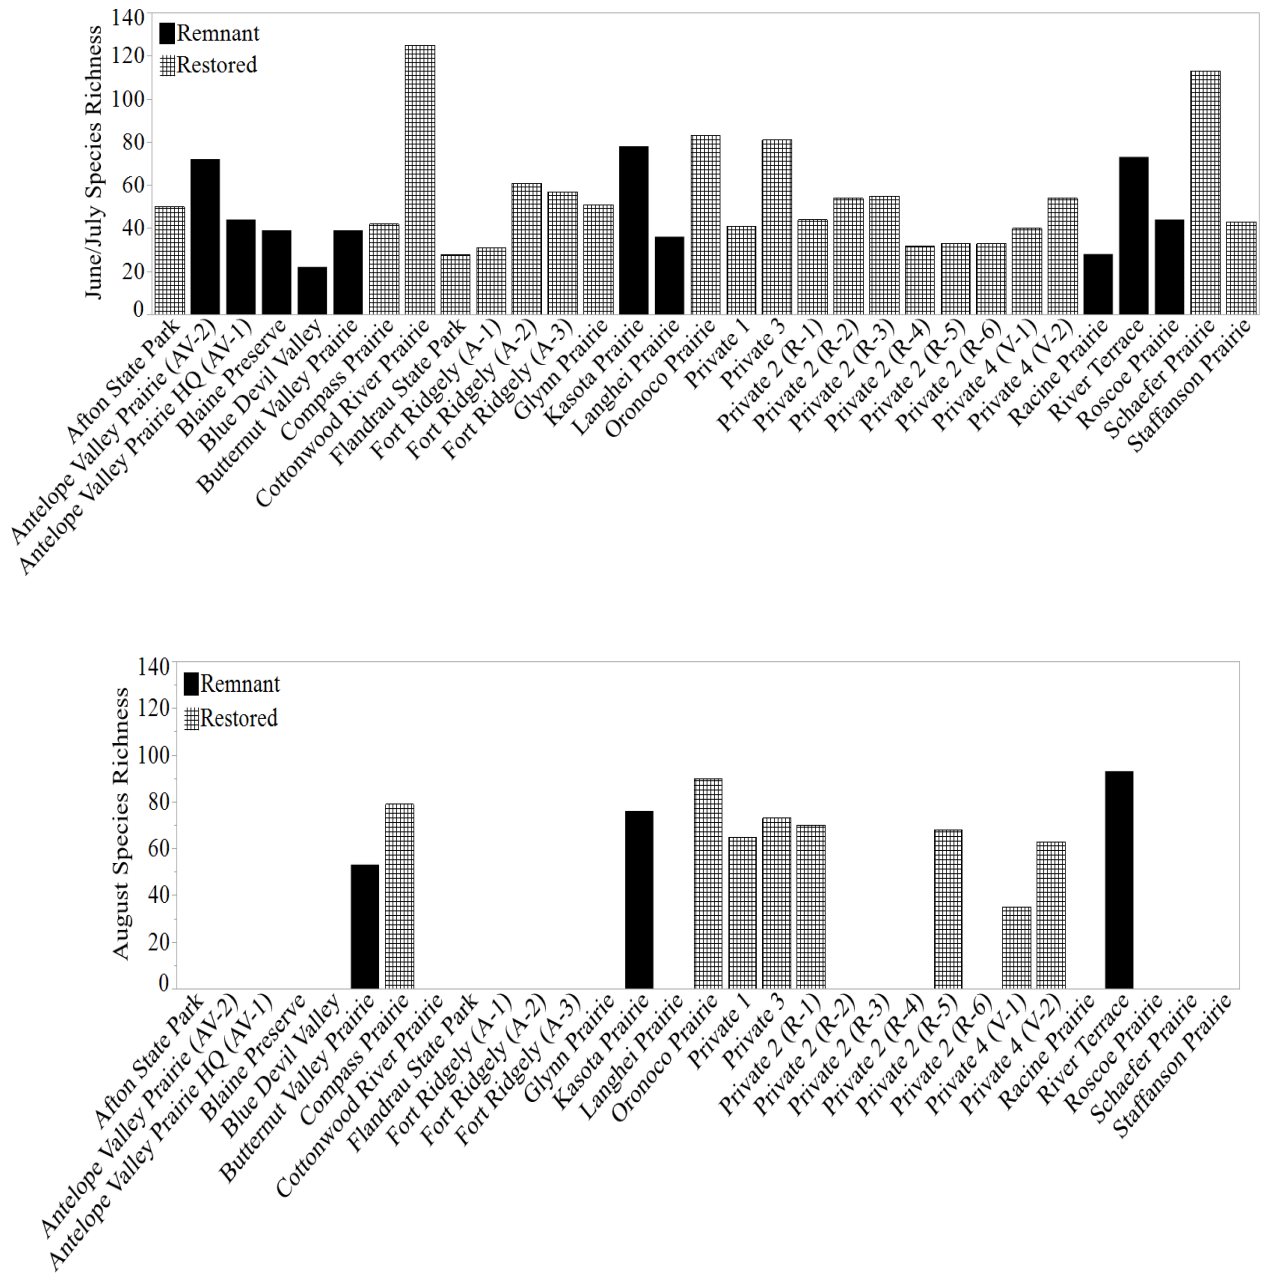 June/July Species Richness
140
120
100
80
60
40
20
0
Remnant
Restored
Afton State Park
Antelope Valley Prairie (AV-2)
Antelope Valley Prairie HQ (AV-1)
Blaine Preserve
Blue Devil Valley
Butternut Valley Prairie
Compass Prairie
Cottonwood River Prairie
Flandrau State Park
Fort Ridgely (A-1)
Fort Ridgely (A-2)
Fort Ridgely (A-3)
Glynn Prairie
Kasota Prairie
Langhei Prairie
Oronoco Prairie
Private 1
Private 3
Private 2 (R-1)
Private 2 (R-2)
Private 2 (R-3)
Private 2 (R-4)
Private 2 (R-5)
Private 2 (R-6)
Private 4 (V-1)
Private 4 (V-2)
Racine Prairie
River Terrace
Roscoe Prairie
Schaefer Prairie
Staffanson Prairie
August Species Richness
140
120
100
80
60
40
20
0
Remnant
Restored
Afton State Park
Antelope Valley Prairie (AV-2)
Antelope Valley Prairie HQ (AV-1)
Blaine Preserve
Blue Devil Valley
Butternut Valley Prairie
Compass Prairie
Cottonwood River Prairie
Flandrau State Park
Fort Ridgely (A-1)
Fort Ridgely (A-2)
Fort Ridgely (A-3)
Glynn Prairie
Kasota Prairie
Langhei Prairie
Oronoco Prairie
Private 1
Private 3
Private 2 (R-1)
Private 2 (R-2)
Private 2 (R-3)
Private 2 (R-4)
Private 2 (R-5)
Private 2 (R-6)
Private 4 (V-1)
Private 4 (V-2)
Racine Prairie
River Terrace
Roscoe Prairie
Schaefer Prairie
Staffanson Prairie